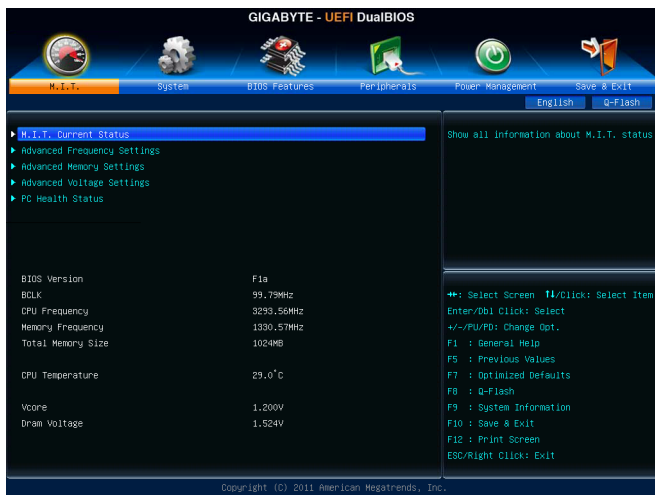 GIGABYTE - UEFI DualBIOS
M.I.T. System BIOS Features Peripherals Power Management Save & Exit
English Q-Flash
M.I.T. Current Status
Advanced Frequency Settings
Advanced Memory Settings
Advanced Voltage Settings
PC Health Status
Show all information about M.I.T. status
BIOS Version F1a
BCLK 99.79MHz
CPU Frequency 3293.56MHz
Memory Frequency 1330.57MHz
Total Memory Size 1024MB
CPU Temperature 29.0°C
Vcore 1.200V
Dram Voltage 1.524V
→←: Select Screen ↑↓/Click: Select Item
Enter/Dbl Click: Select
+/-/PU/PD: Change Opt.
F1 : General Help
F5 : Previous Values
F7 : Optimized Defaults
F8 : Q-Flash
F9 : System Information
F10 : Save & Exit
F12 : Print Screen
ESC/Right Click: Exit
Copyright (C) 2011 American Megatrends, Inc.